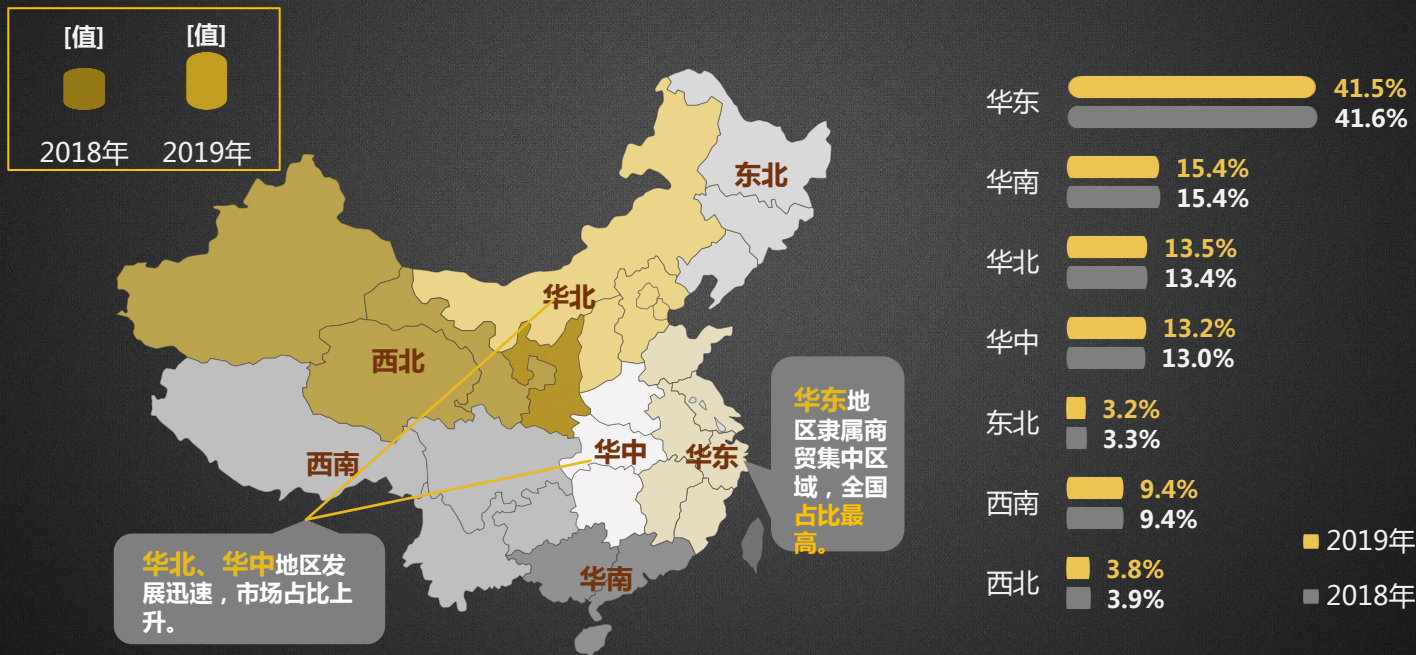 [值]
[值]
2018年
2019年
东北
华北
西北
西南
华中
华东
华南
华东地
区隶属商
贸集中区
域，全国
占比最
高。
华北、华中地区发
展迅速，市场占比上
升。
华东
41.5%
41.6%
华南
15.4%
15.4%
华北
13.5%
13.4%
华中
13.2%
13.0%
东北
3.2%
3.3%
西南
9.4%
9.4%
西北
3.8%
3.9%
2019年
2018年